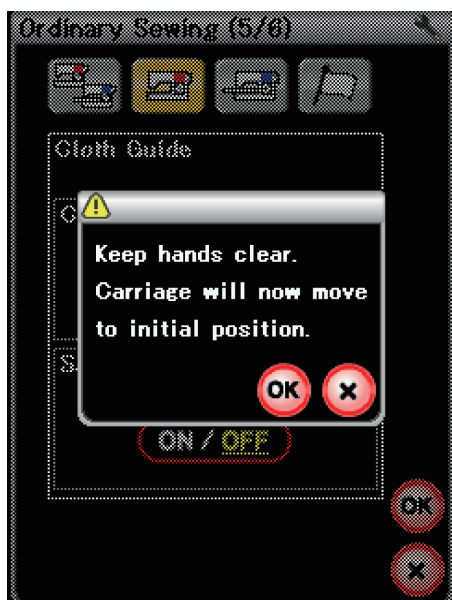 Ordinary Sewing (5/6)
Cloth Guide
C
Keep hands clear.
Carriage will now move
to initial position.
S
OK
ON / OFF
OK